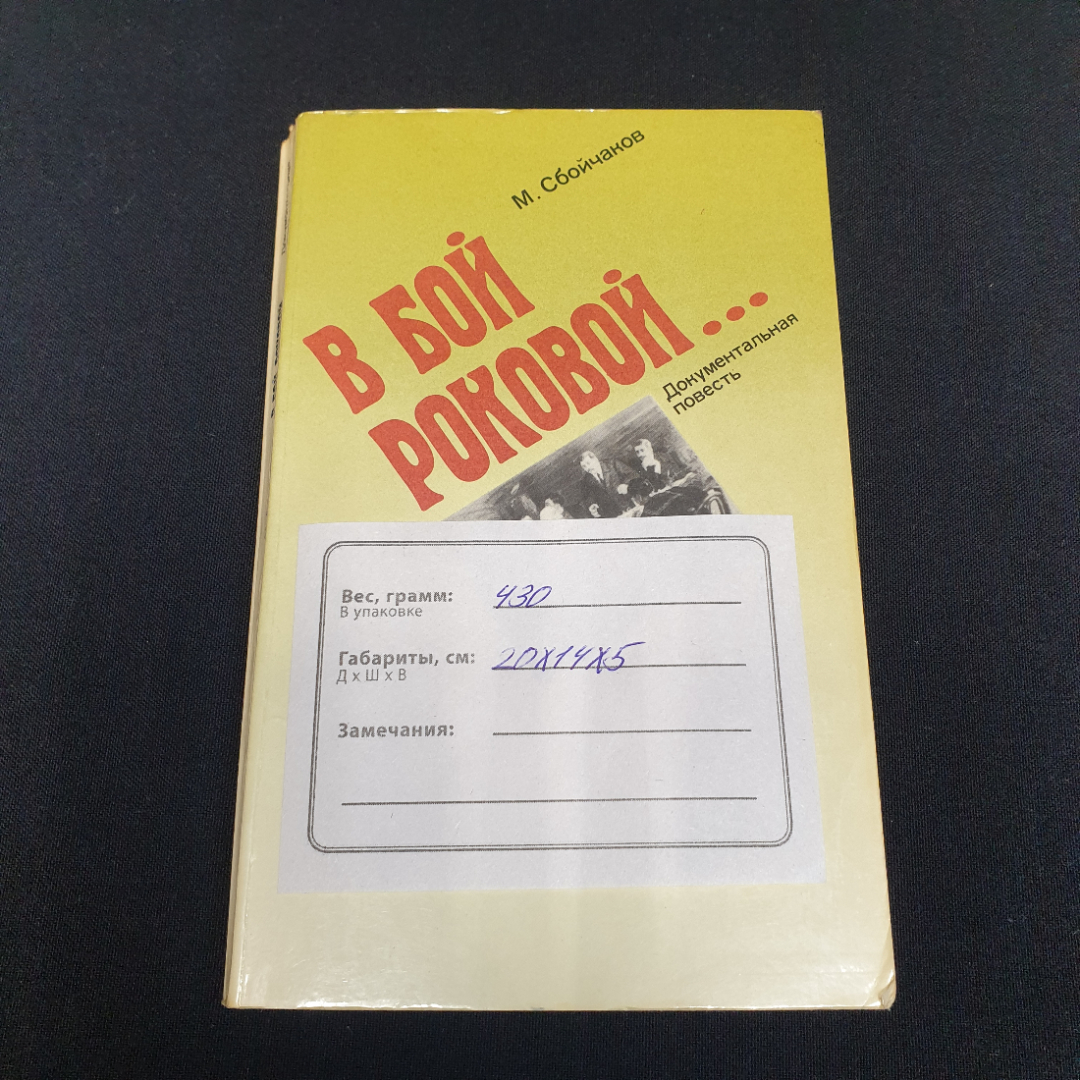 М. Сбойчаков
В БОЙ
РОКОВОЙ...
Документальная
повесть
Вес, грамм: 430
В упаковке
Габариты, см: 20х14х5
Д х Ш х В
Замечания: